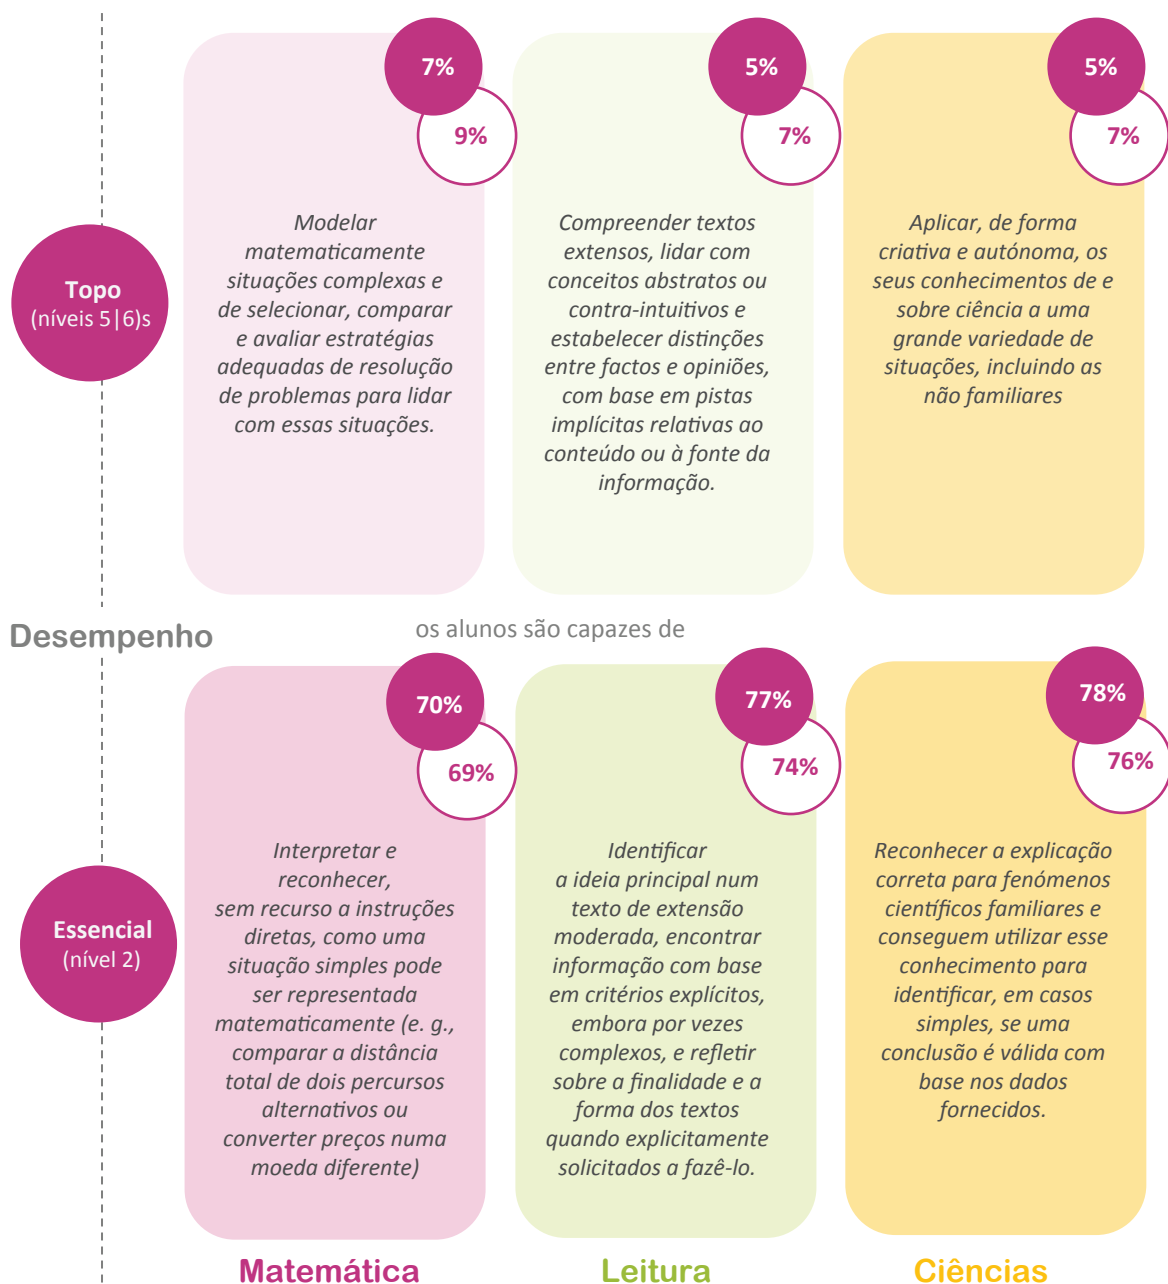 7%
9%
Modelar
matematicamente
situações complexas e
de selecionar, comparar
e avaliar estratégias
adequadas de resolução
de problemas para lidar
com essas situações.
5%
7%
Compreender textos
extensos, lidar com
conceitos abstratos ou
contra-intuitivos e
estabelecer distinções
entre factos e opiniões,
com base em pistas
implícitas relativas ao
conteúdo ou à fonte da
informação.
5%
7%
Aplicar, de forma
criativa e autónoma, os
seus conhecimentos de e
sobre ciência a uma
grande variedade de
situações, incluindo as
não familiares
Topo
(níveis 5|6)s
Desempenho
os alunos são capazes de
70%
69%
Interpretar e
reconhecer,
sem recurso a instruções
diretas, como uma
situação simples pode
ser representada
matematicamente (e. g.,
comparar a distância
total de dois percursos
alternativos ou
converter preços numa
moeda diferente)
77%
74%
Identificar
a ideia principal num
texto de extensão
moderada, encontrar
informação com base
em critérios explícitos,
embora por vezes
complexos, e refletir
sobre a finalidade e a
forma dos textos
quando explicitamente
solicitados a fazê-lo.
78%
76%
Reconhecer a explicação
correta para fenómenos
científicos familiares e
conseguem utilizar esse
conhecimento para
identificar, em casos
simples, se uma
conclusão é válida com
base nos dados
fornecidos.
Essencial
(nível 2)
Matemática
Leitura
Ciências